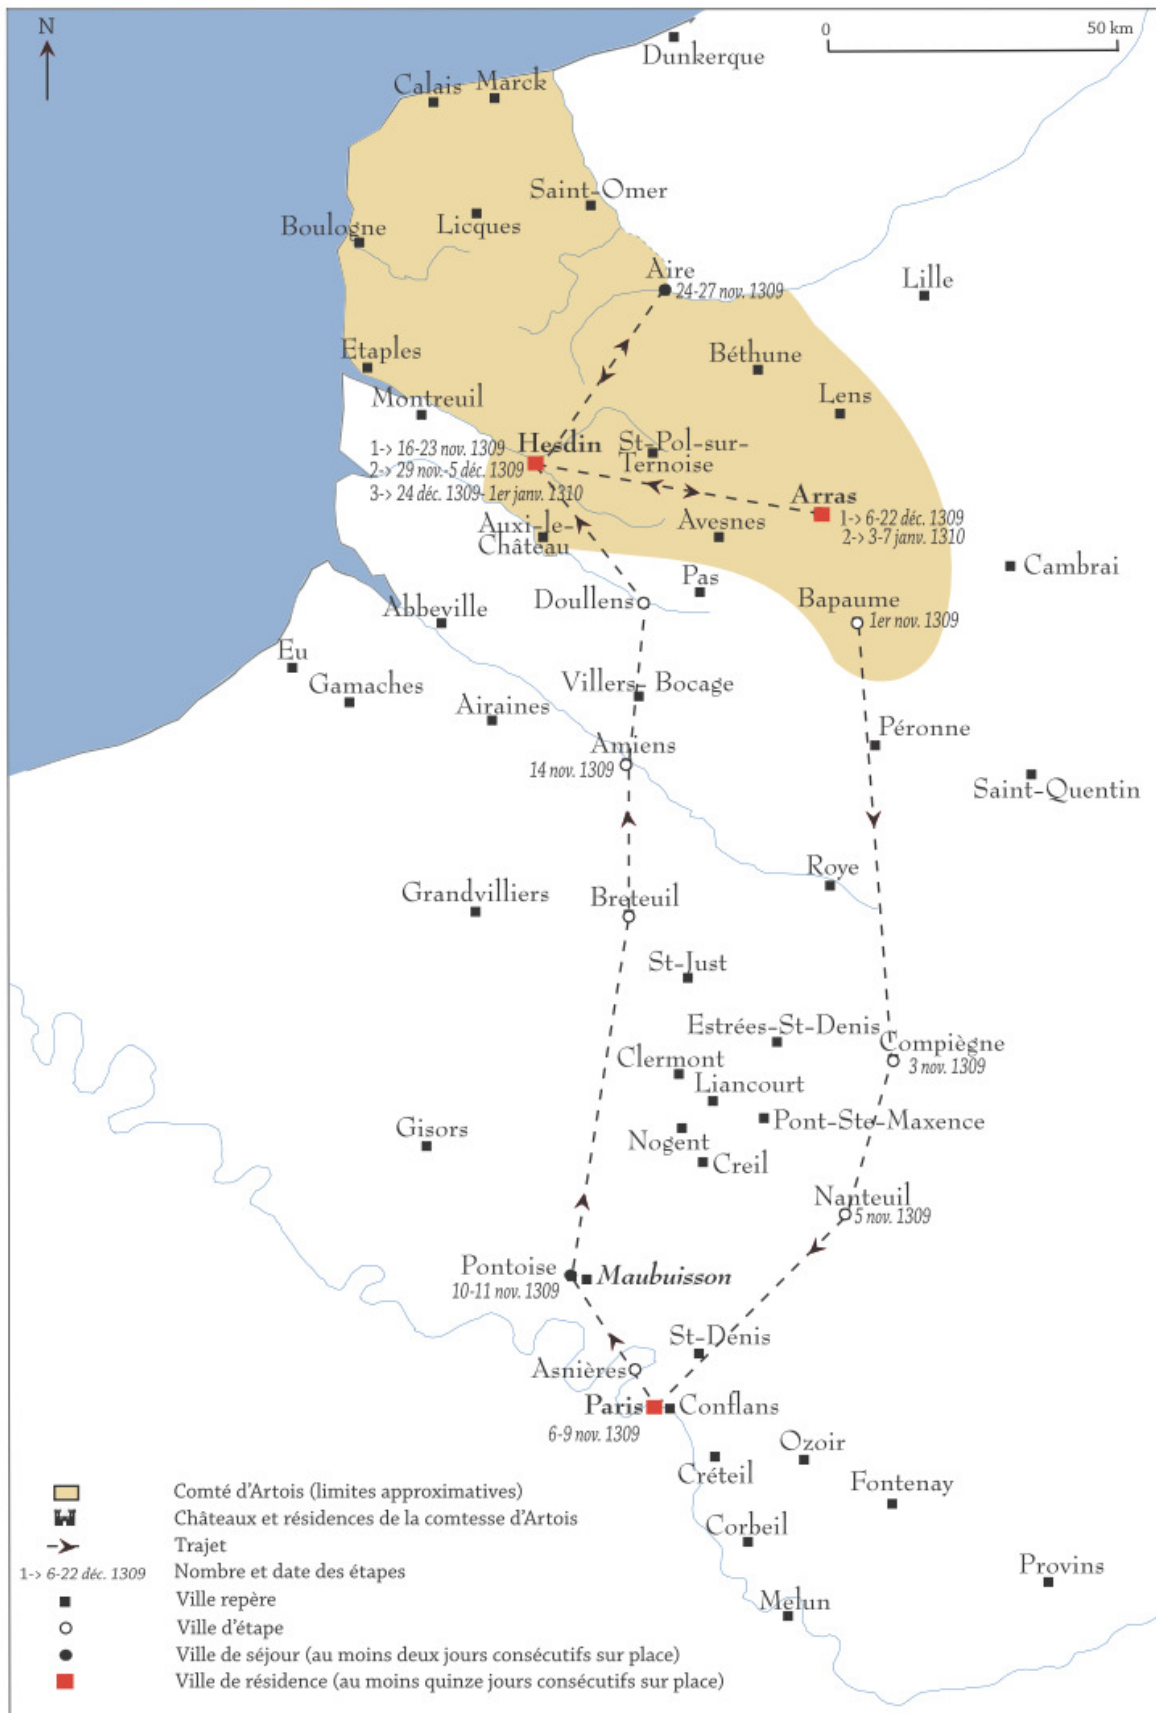 N
0 50 km
Dunkerque
Calais
Marck
Saint-Omer
Licques
Boulogne
Aire
24-27 nov. 1309
Lille
Etaples
Béthune
Montreuil
Lens
Hesdin
1-> 16-23 nov. 1309
2-> 29 nov.-5 déc. 1309
3-> 24 déc. 1309- 1er janv. 1310
St-Pol-sur-
Ternoise
Arras
1-> 6-22 déc. 1309
2-> 3-7 janv. 1310
Auxi-le-
Château
Avesnes
Cambrai
Pas
Doullens
Bapaume
1er nov. 1309
Abbeville
Eu
Gamaches
Villers- Bocage
Airaines
Péronne
Amiens
14 nov. 1309
Saint-Quentin
Roye
Grandvilliers
Breteuil
St-Just
Estrées-St-Denis
Compiègne
3 nov. 1309
Clermont
Liancourt
Pont-Ste-Maxence
Gisors
Nogent
Creil
Nanteuil
5 nov. 1309
Pontoise
10-11 nov. 1309
Maubuisson
St-Denis
Asnières
Paris
6-9 nov. 1309
Conflans
Ozoir
Créteil
Fontenay
Corbeil
Provins
Melun
Comté d'Artois (limites approximatives)
Châteaux et résidences de la comtesse d'Artois
Trajet
1-> 6-22 déc. 1309 Nombre et date des étapes
Ville repère
Ville d'étape
Ville de séjour (au moins deux jours consécutifs sur place)
Ville de résidence (au moins quinze jours consécutifs sur place)